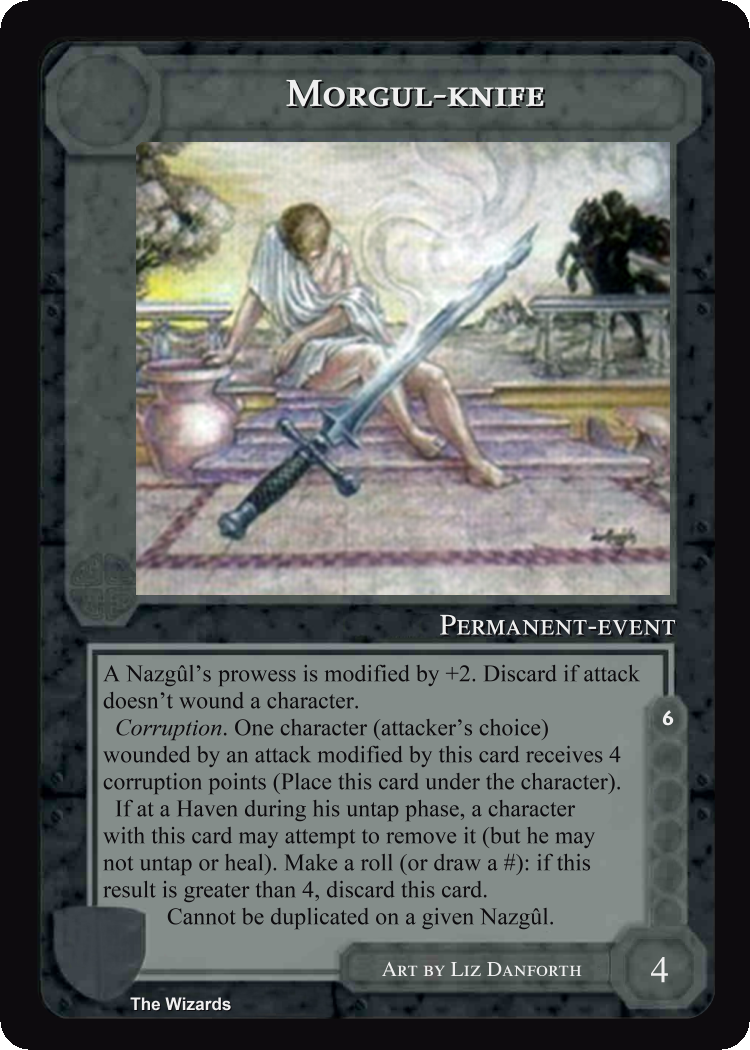 Morgul-knife
Permanent-event
A Nazgûl's prowess is modified by +2. Discard if attack
doesn't wound a character.
Corruption. One character (attacker's choice)
wounded by an attack modified by this card receives 4
corruption points (Place this card under the character).
If at a Haven during his untap phase, a character
with this card may attempt to remove it (but he may
not untap or heal). Make a roll (or draw a #): if this
result is greater than 4, discard this card.
Cannot be duplicated on a given Nazgûl.
6
Art by Liz Danforth
4
The Wizards